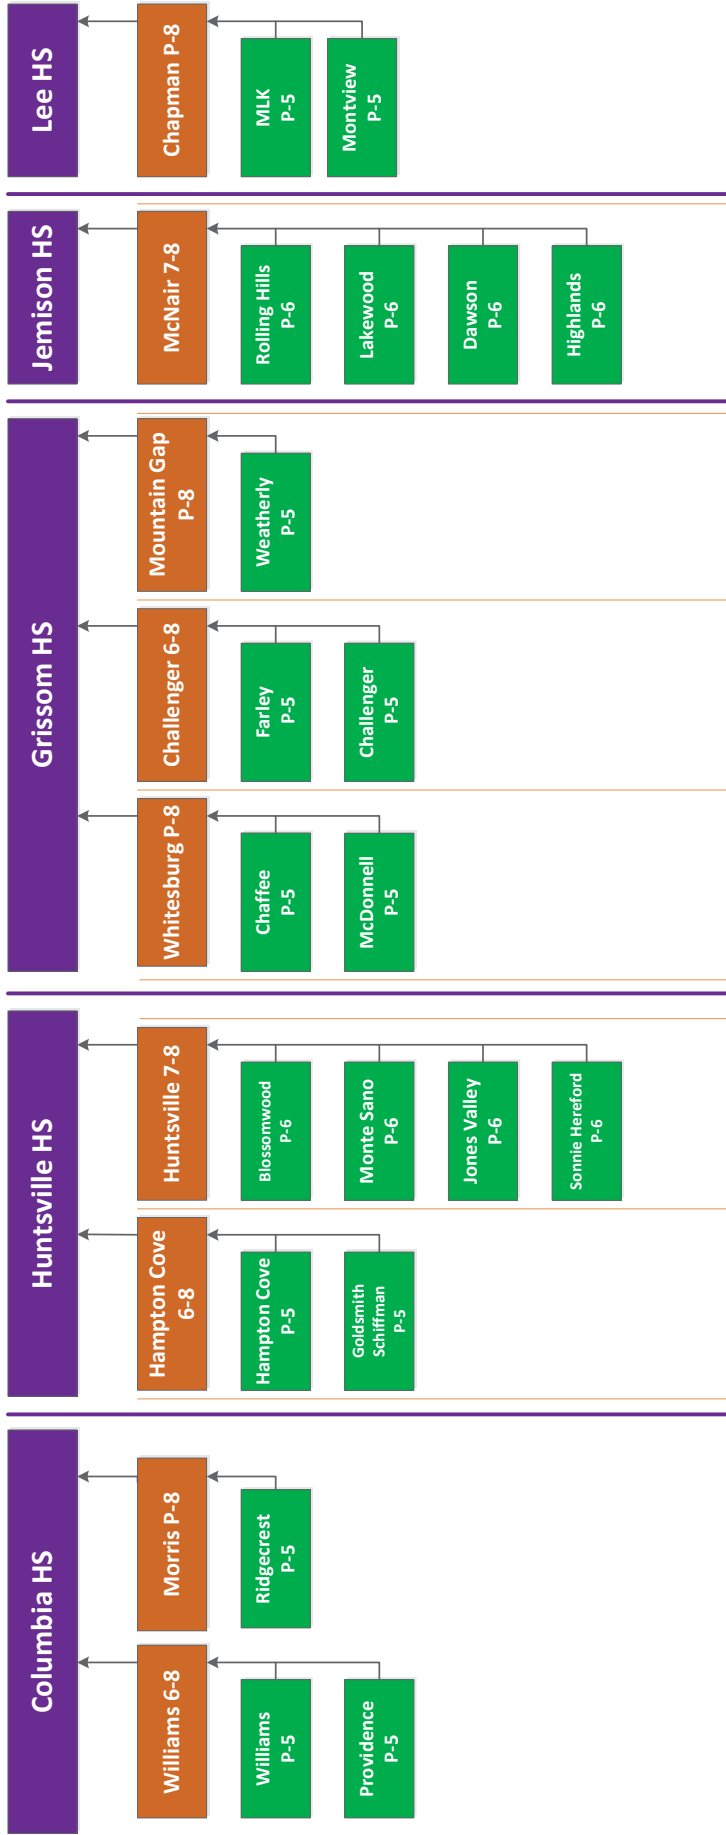 Columbia HS
Williams 6-8
Williams
P-5
Providence
P-5
Morris P-8
Ridgecrest
P-5
Huntsville HS
Hampton Cove
6-8
Hampton Cove
P-5
Goldsmith
Schiffman
P-5
Huntsville 7-8
Blossomwood
P-6
Monte Sano
P-6
Jones Valley
P-6
Sonnie Hereford
P-6
Grissom HS
Whitesburg P-8
Chaffee
P-5
McDonnell
P-5
Challenger 6-8
Farley
P-5
Challenger
P-5
Mountain Gap
P-8
Weatherly
P-5
Jemison HS
McNair 7-8
Rolling Hills
P-6
Lakewood
P-6
Dawson
P-6
Highlands
P-6
Lee HS
Chapman P-8
MLK
P-5
Montview
P-5